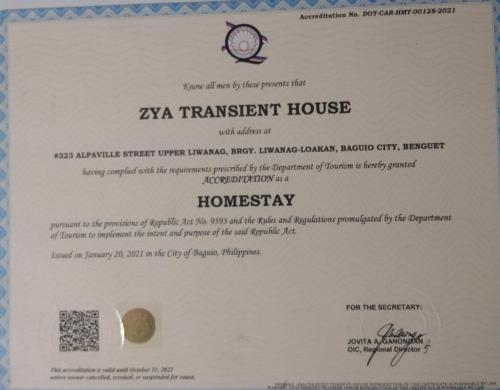 Accreditation No. DOT-CAR-HMT-00128-2021
Know all men by these presents that
ZYA TRANSIENT HOUSE
with address at
#323 ALPAVILLE STREET UPPER LIWANAG, BRGY. LIWANAG-LOAKAN, BAGUIO CITY, BENGUET
having complied with the requirements prescribed by the Department of Tourism is hereby granted
ACCREDITATION as a
HOMESTAY
pursuant to the provisions of Republic Act No. 9593 and the Rules and Regulations promulgated by the Department
of Tourism to implement the intent and purpose of the said Republic Act.
Issued on January 20, 2021 in the City of Baguio, Philippines.
FOR THE SECRETARY:
JOVITA A. GANONGAN
OIC, Regional Director
This accreditation is valid until October 31, 2022
unless sooner cancelled, revoked, or suspended for cause.